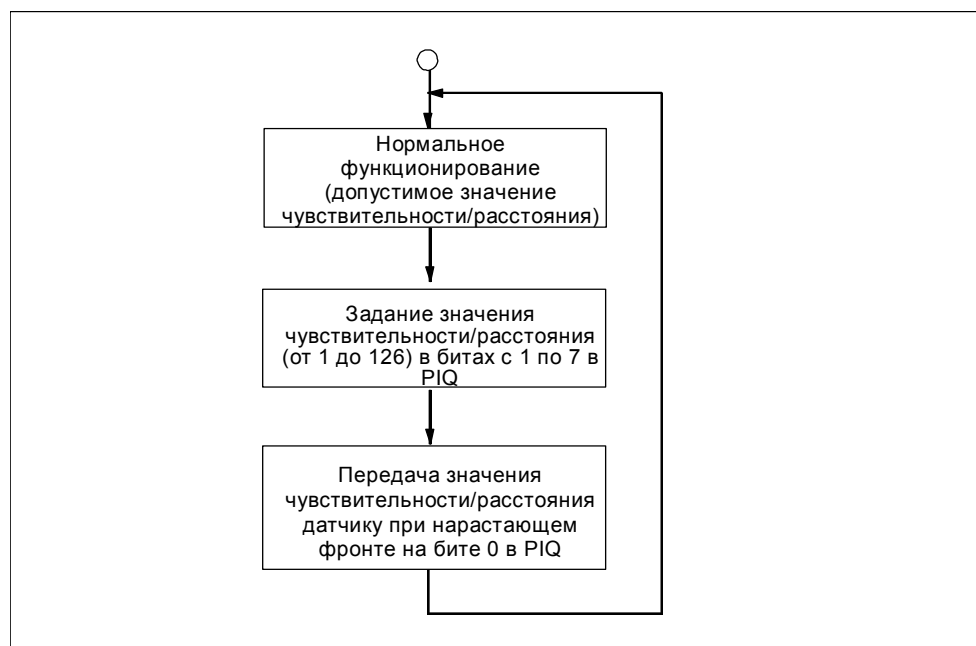 Нормальное
функционирование
(допустимое значение
чувствительности/расстояния)
Задание значения
чувствительности/расстояния
(от 1 до 126) в битах с 1 по 7 в
PIQ
Передача значения
чувствительности/расстояния
датчику при нарастающем
фронте на бите 0 в PIQ